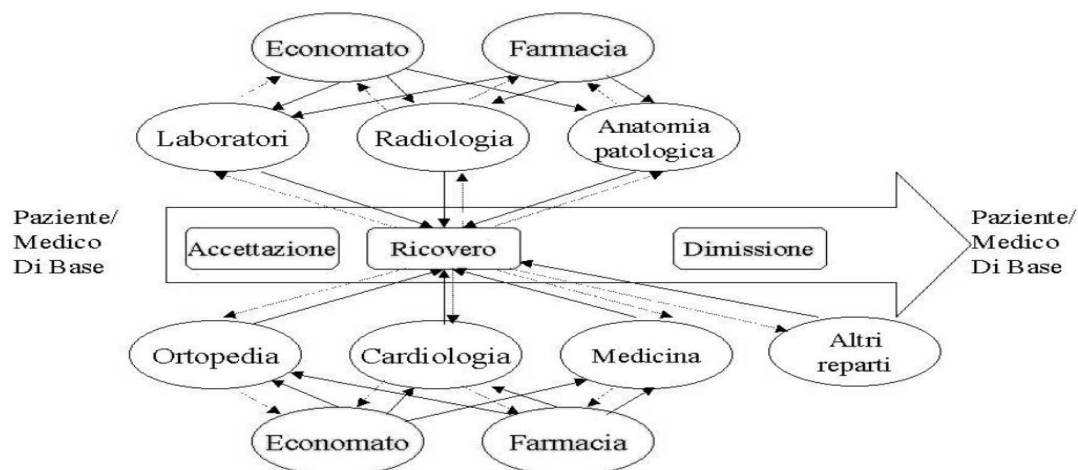 Economato
Farmacia
Laboratori
Radiologia
Anatomia
patologica
Paziente/
Medico
Di Base
Accettazione
Ricovero
Dimissione
Paziente/
Medico
Di Base
Ortopedia
Cardiologia
Medicina
Altri
reparti
Economato
Farmacia